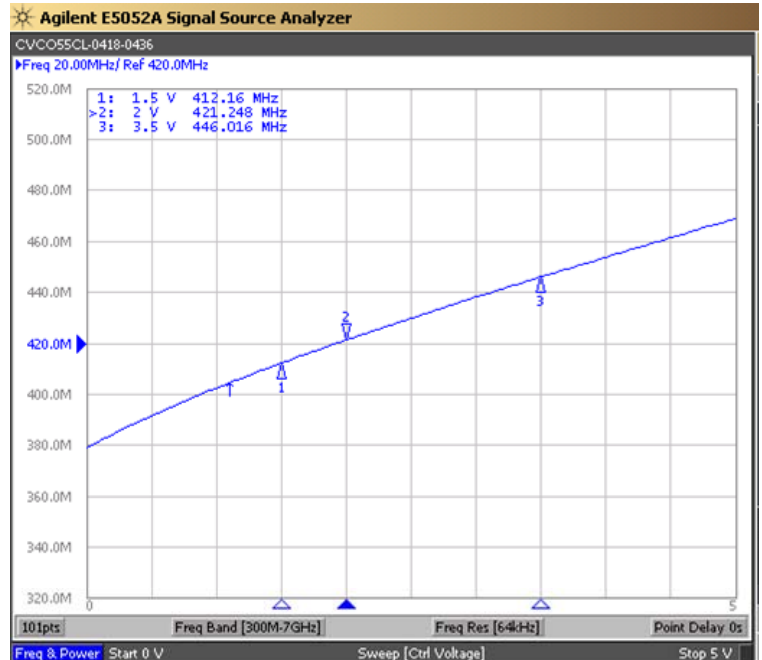 Agilent E5052A Signal Source Analyzer
CVCO55CL-0418-0436
Freq 20.00MHz/ Ref 420.0MHz
520.0M
1: 1.5 V 412.16 MHz
>2: 2 V 421.248 MHz
3: 3.5 V 446.016 MHz
500.0M
480.0M
460.0M
440.0M
2
3
420.0M
1
400.0M
380.0M
360.0M
340.0M
320.0M
0
5
101pts
Freq Band [300M-7GHz]
Freq Res [64kHz]
Point Delay 0s
Freq & Power
Start 0 V
Sweep [Ctrl Voltage]
Stop 5 V